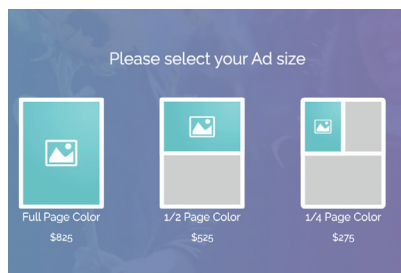 Please select your Ad size
Full Page Color
$825
1/2 Page Color
$525
1/4 Page Color
$275